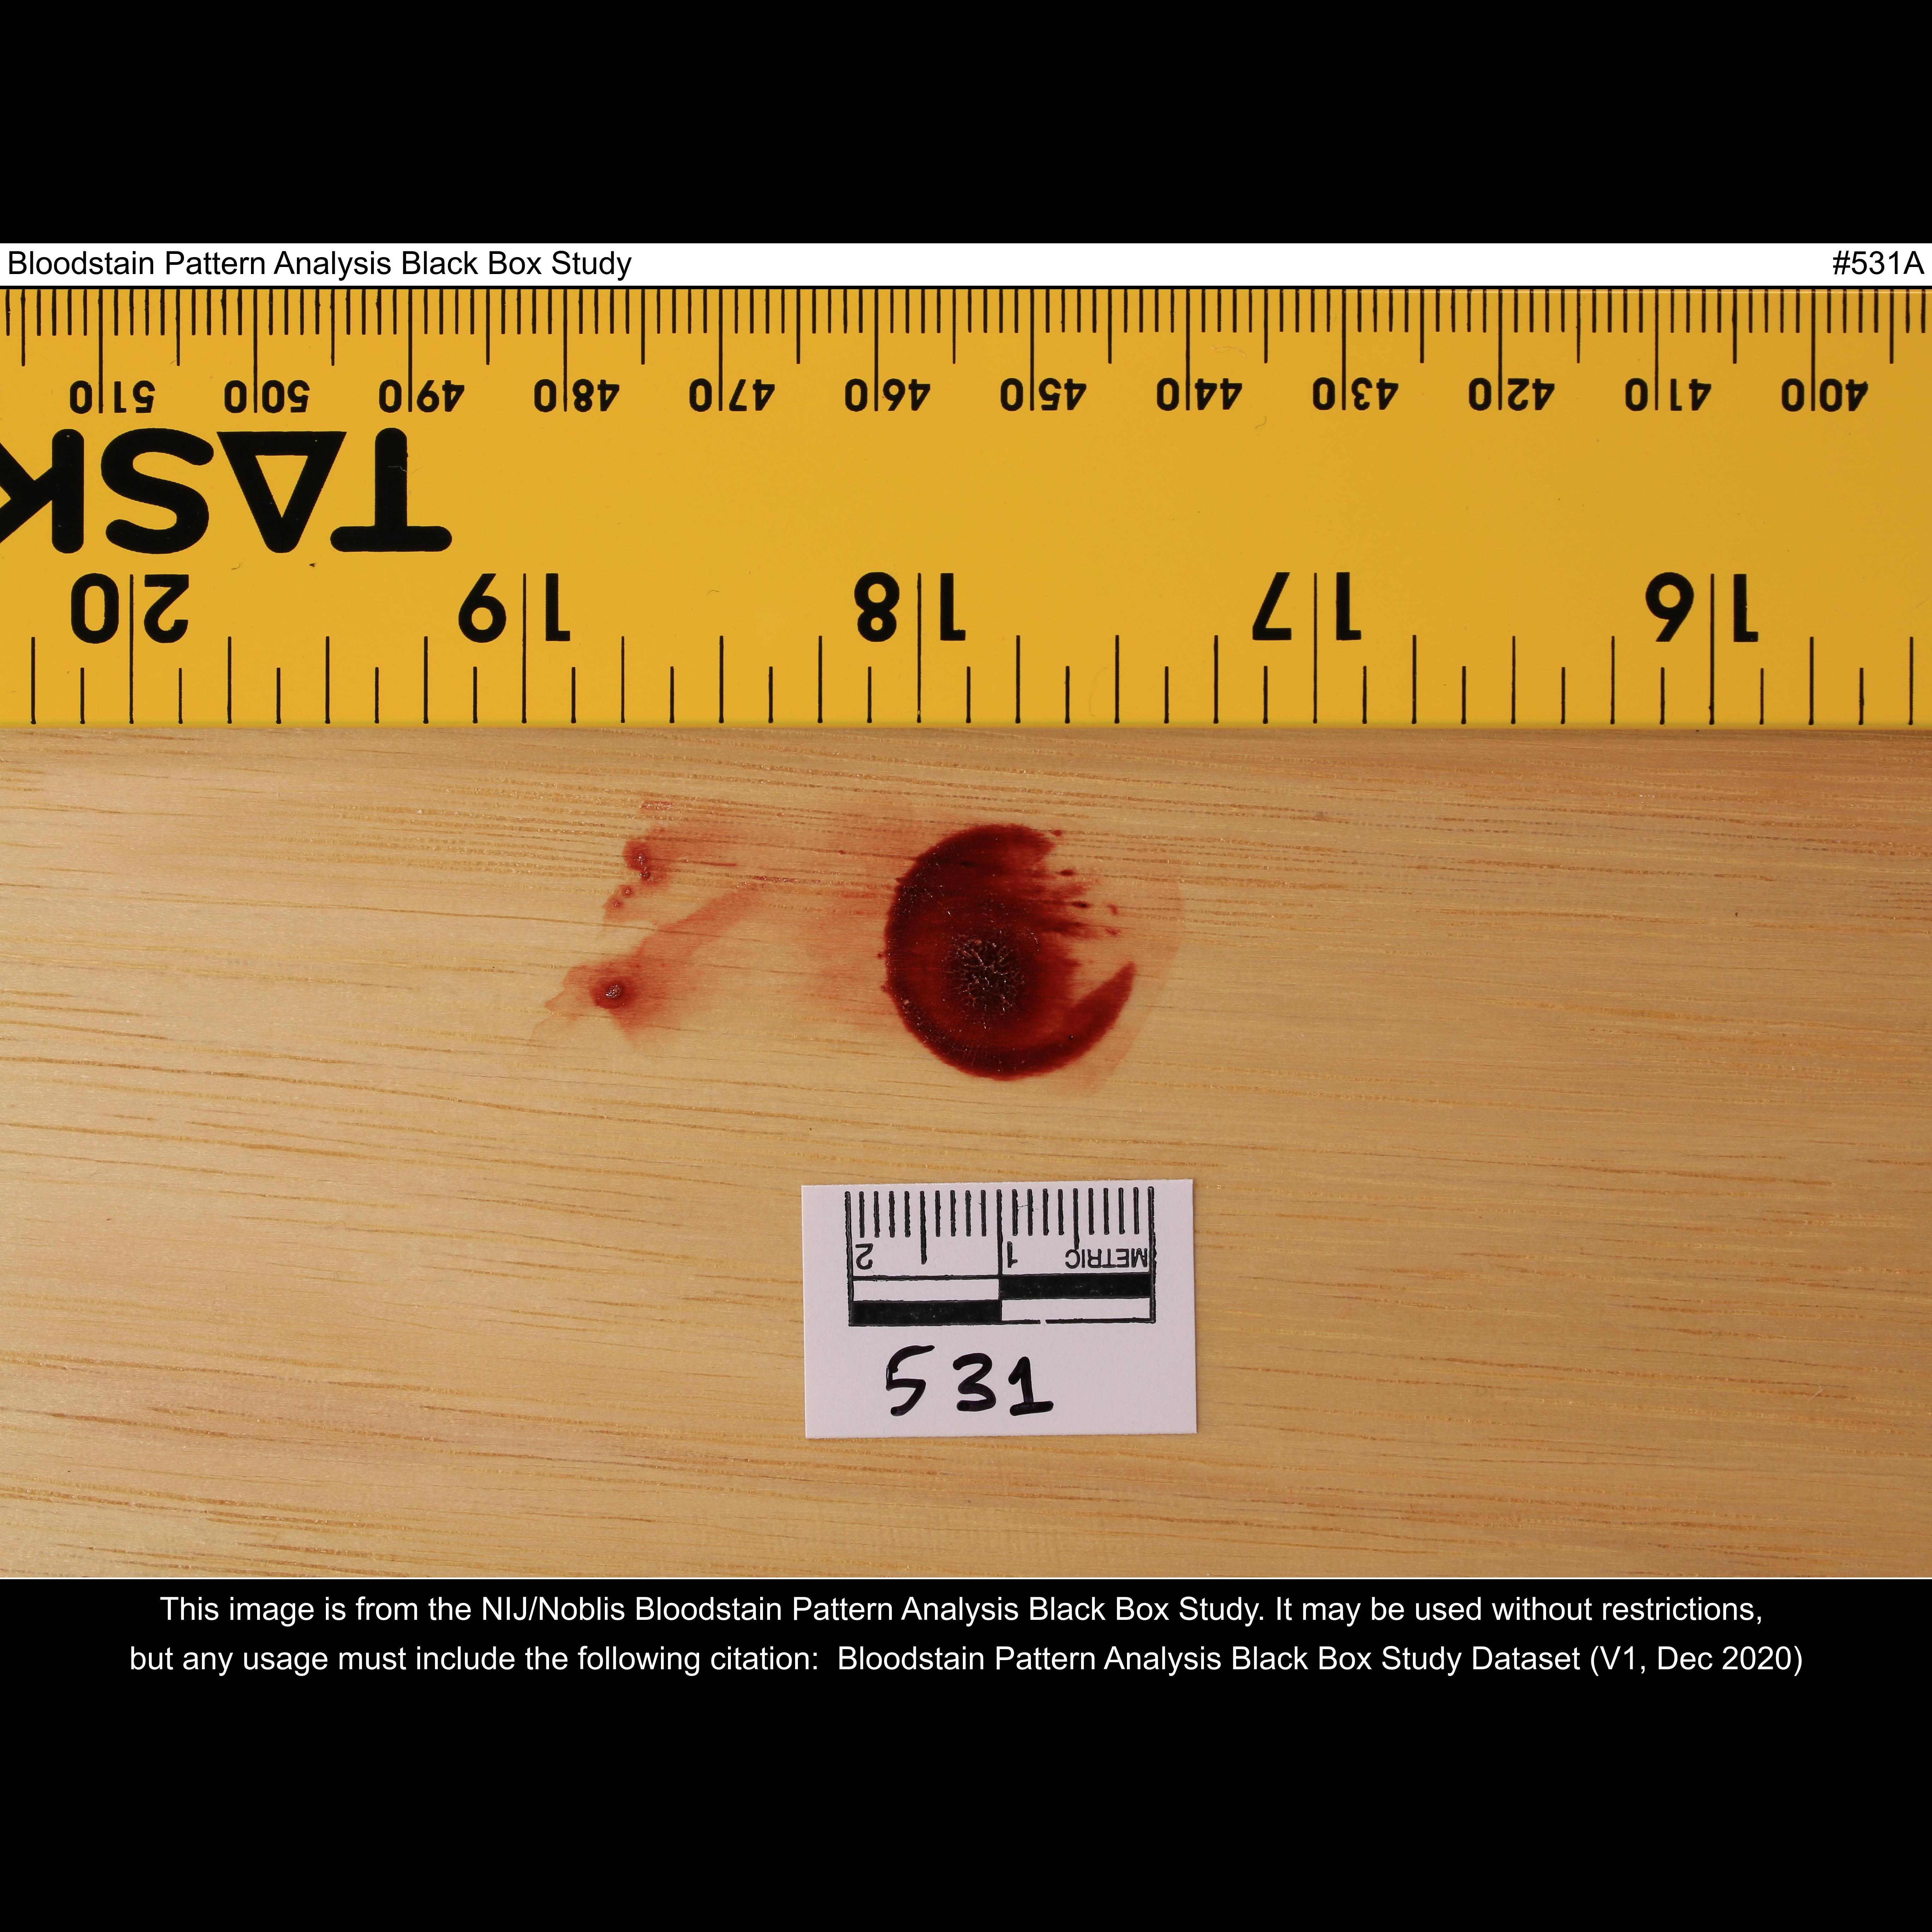 Bloodstain Pattern Analysis Black Box Study #531A
510 500 490 480 470 460 450 440 430 420 410 400
TASK
20 19 18 17 16
2 1 METRIC
531
This image is from the NIJ/Noblis Bloodstain Pattern Analysis Black Box Study. It may be used without restrictions,
but any usage must include the following citation: Bloodstain Pattern Analysis Black Box Study Dataset (V1, Dec 2020)